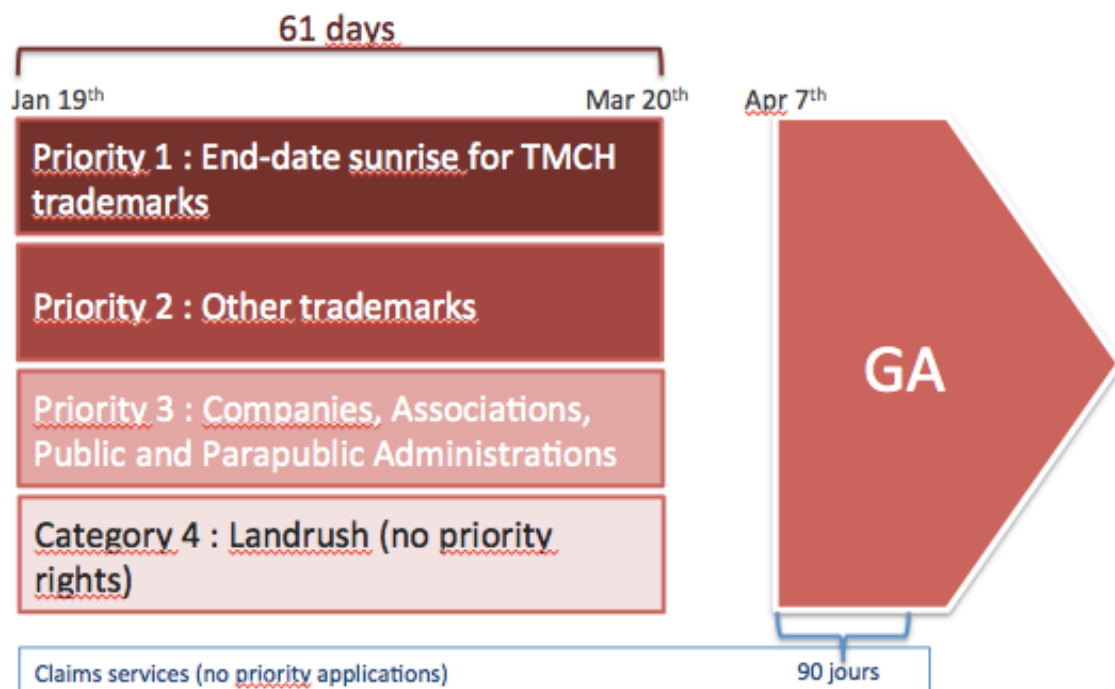 61 days
Jan 19th
Mar 20th
Apr 7th
Priority 1 : End-date sunrise for TMCH
trademarks
Priority 2 : Other trademarks
Priority 3 : Companies, Associations,
Public and Parapublic Administrations
Category 4 : Landrush (no priority
rights)
GA
Claims services (no priority applications)
90 jours